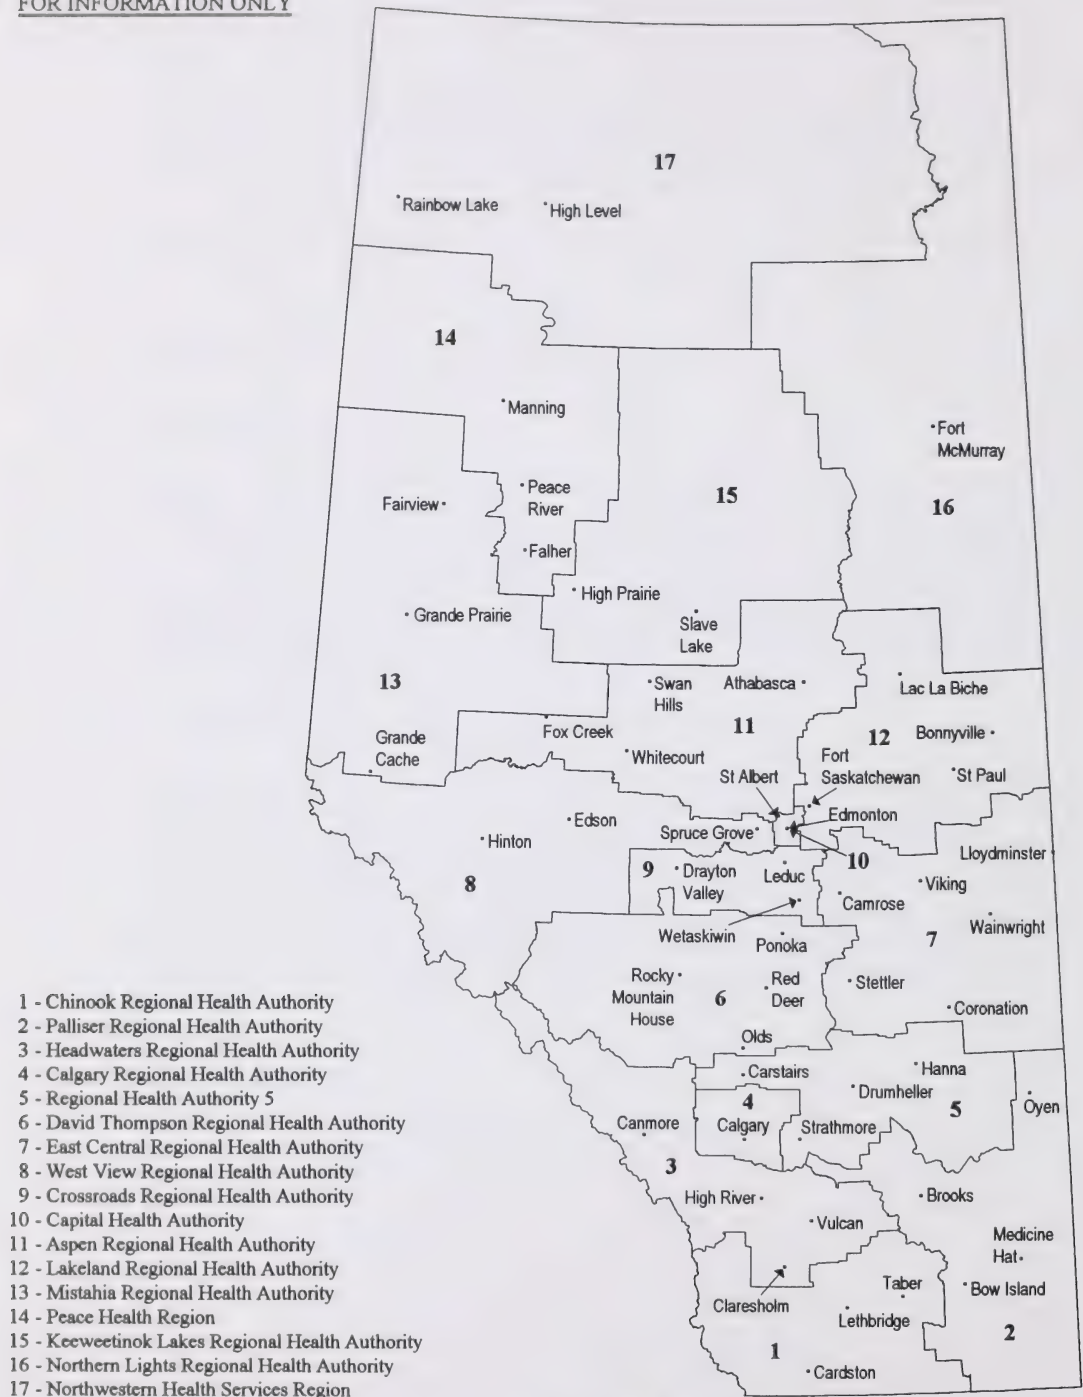 FOR INFORMATION ONLY
17
Rainbow Lake
High Level
14
Manning
Fort
McMurray
Peace
River
15
Fairview
16
Falher
High Prairie
Grande Prairie
Slave
Lake
13
Swan
Hills
Athabasca
Lac La Biche
11
Fox Creek
12
Bonnyville
Grande
Cache
Whitecourt
Fort
Saskatchewan
St Albert
St Paul
Edson
Spruce Grove
Edmonton
Hinton
10
Lloydminster
8
9
Drayton
Valley
Leduc
Viking
Camrose
Wainwright
Wetaskiwin
Ponoka
7
Rocky
Mountain
House
6
Red
Deer
Stettler
Coronation
Olds
Carstairs
Hanna
Drumheller
5
Oyen
4
Canmore
Calgary
Strathmore
3
High River
Brooks
Vulcan
Medicine
Hat
Claresholm
Taber
Bow Island
Lethbridge
1
2
Cardston
1 - Chinook Regional Health Authority
2 - Palliser Regional Health Authority
3 - Headwaters Regional Health Authority
4 - Calgary Regional Health Authority
5 - Regional Health Authority 5
6 - David Thompson Regional Health Authority
7 - East Central Regional Health Authority
8 - West View Regional Health Authority
9 - Crossroads Regional Health Authority
10 - Capital Health Authority
11 - Aspen Regional Health Authority
12 - Lakeland Regional Health Authority
13 - Mistahia Regional Health Authority
14 - Peace Health Region
15 - Keeweetinok Lakes Regional Health Authority
16 - Northern Lights Regional Health Authority
17 - Northwestern Health Services Region